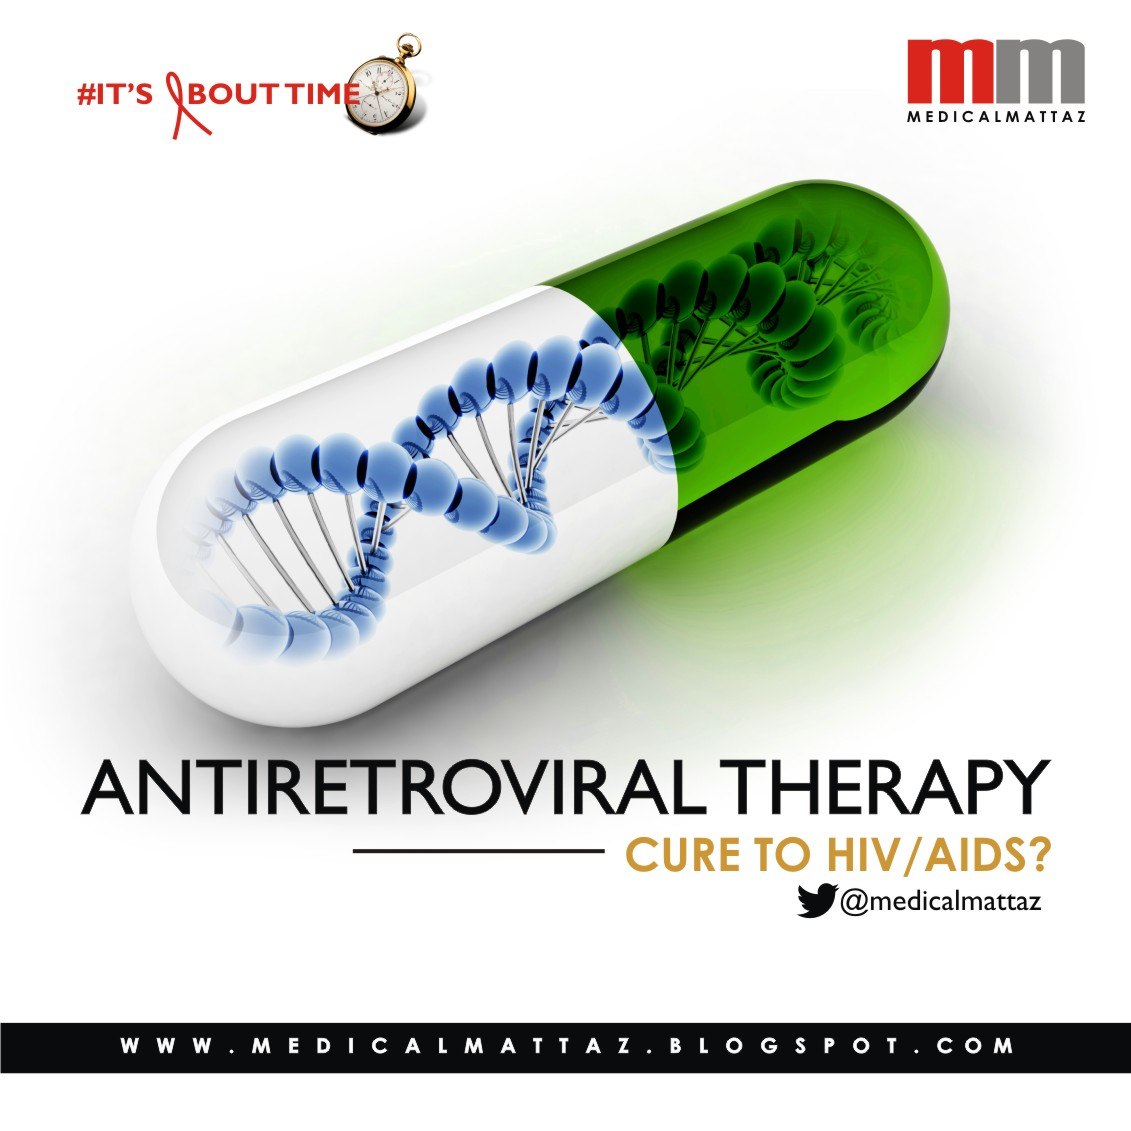 #IT'S ABOUT TIME
mm
MEDICALMATTAZ
ANTIRETROVIRAL THERAPY
CURE TO HIV/AIDS?
@medicalmattaz
WWW.MEDICALMATTAZ.BLOGSPOT.COM